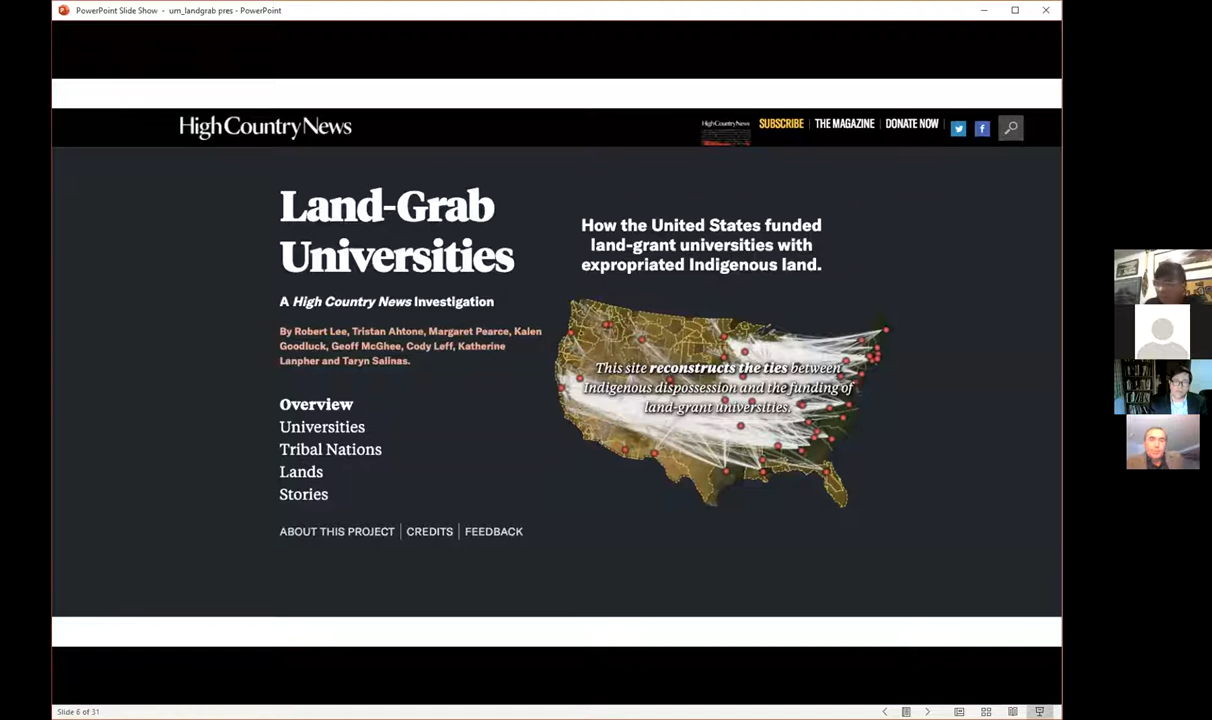 PowerPoint Slide Show - um_landgrab pres - PowerPoint
High Country News
HighCountryNews
SUBSCRIBE
THE MAGAZINE
DONATE NOW
Land-Grab
Universities
A High Country News Investigation
By Robert Lee, Tristan Ahtone, Margaret Pearce, Kalen
Goodluck, Geoff McGhee, Cody Leff, Katherine
Lanpher and Taryn Salinas.
Overview
Universities
Tribal Nations
Lands
Stories
ABOUT THIS PROJECT
CREDITS
FEEDBACK
How the United States funded
land-grant universities with
expropriated Indigenous land.
This site reconstructs the ties between
Indigenous dispossession and the funding of
land-grant universities.
Slide 6 of 31